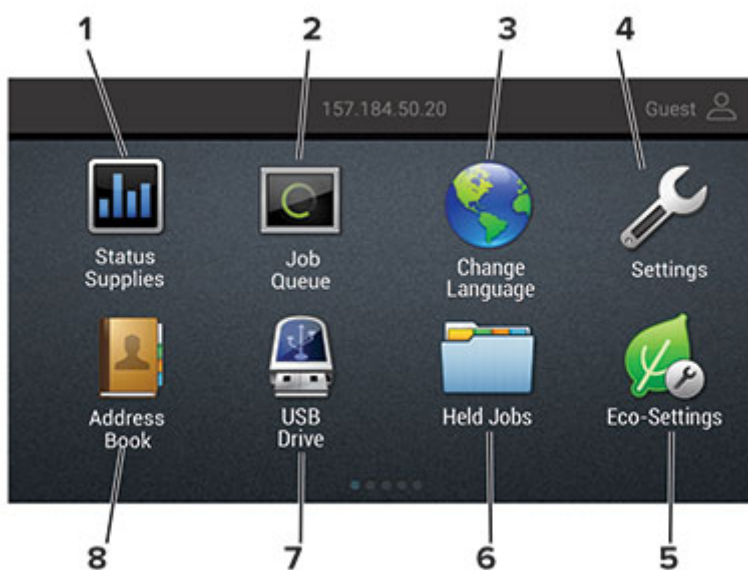 1 2 3 4
157.184.50.20 Guest
Status
Supplies
Job
Queue
Change
Language
Settings
Address
Book
USB
Drive
Held Jobs
Eco-Settings
8 7 6 5